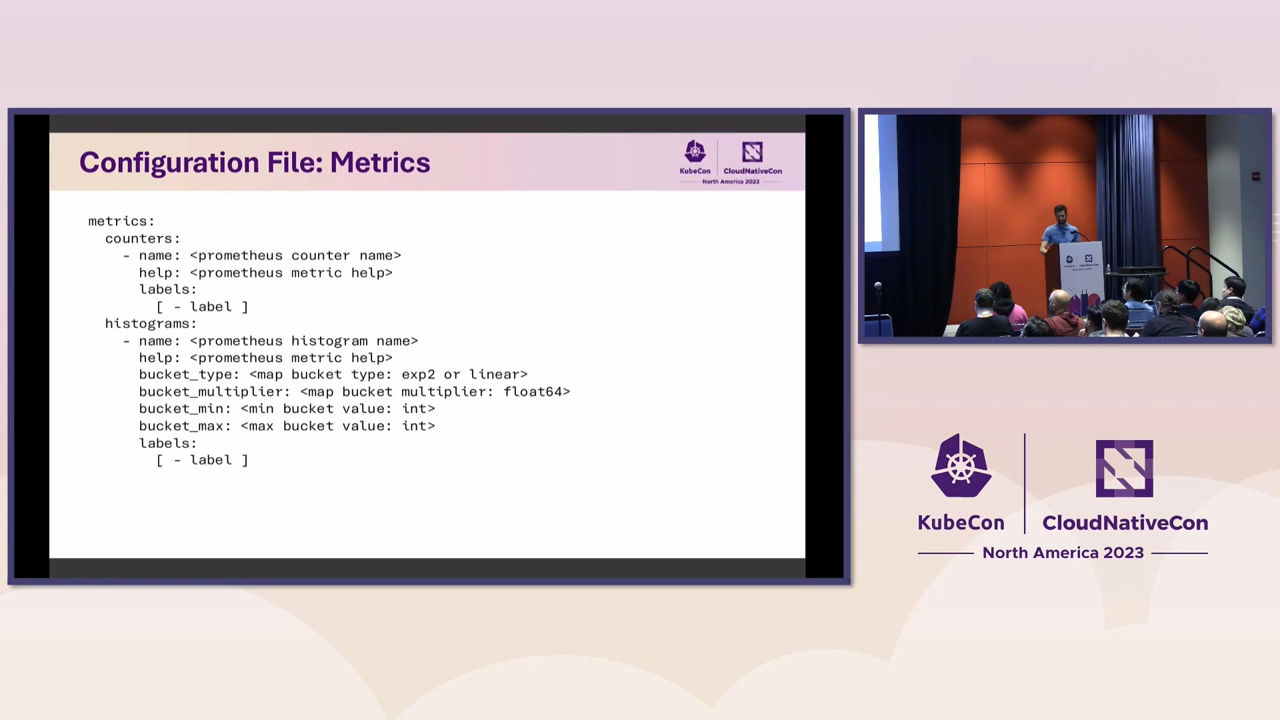 Configuration File: Metrics
KubeCon
CloudNativeCon
North America 2023
metrics:
counters:
- name: <prometheus counter name>
help: <prometheus metric help>
labels:
[ - label ]
histograms:
- name: <prometheus histogram name>
help: <prometheus metric help>
bucket_type: <map bucket type: exp2 or linear>
bucket_multiplier: <map bucket multiplier: float64>
bucket_min: <min bucket value: int>
bucket_max: <max bucket value: int>
labels:
[ - label ]
KubeCon
CloudNativeCon
North America 2023